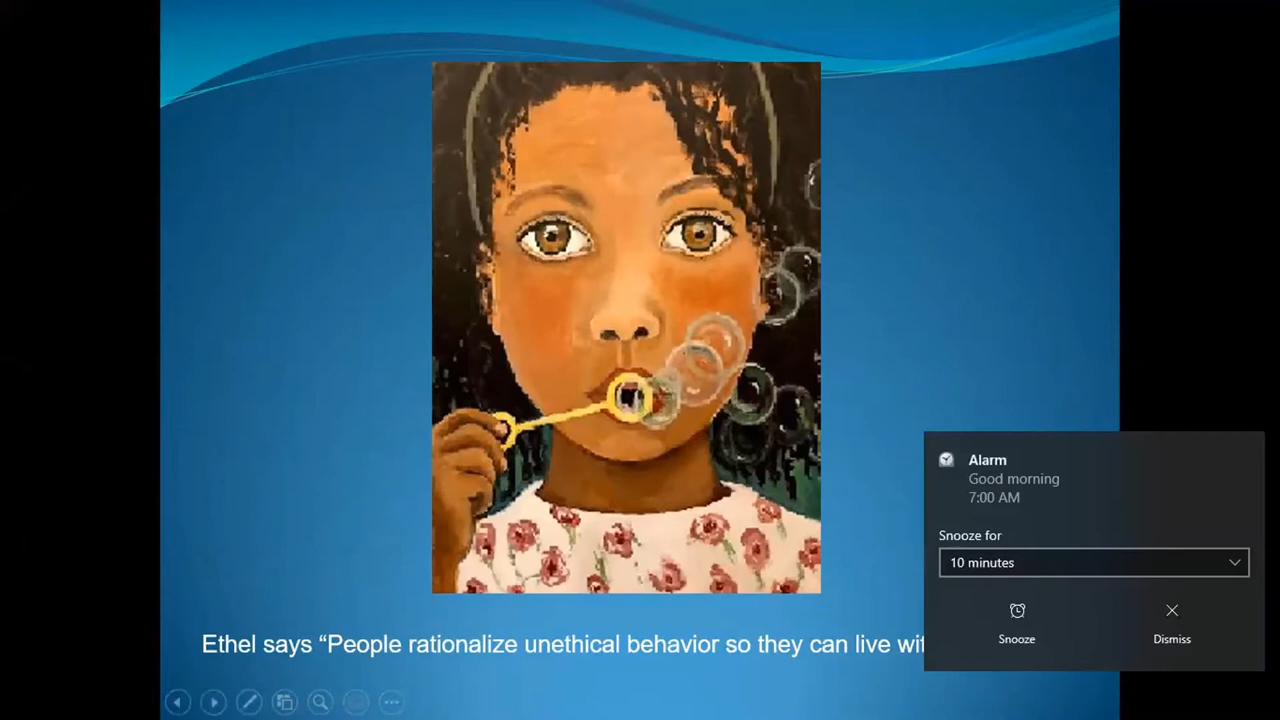 Alarm
Good morning
7:00 AM
Snooze for
10 minutes
Snooze
Dismiss
Ethel says “People rationalize unethical behavior so they can live